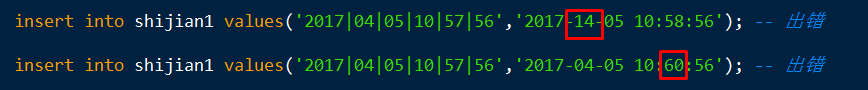 insert into shijian1 values('2017|04|05|10|57|56','2017-14-05 10:58:56'); -- 出错
insert into shijian1 values('2017|04|05|10|57|56','2017-04-05 10:60:56'); -- 出错